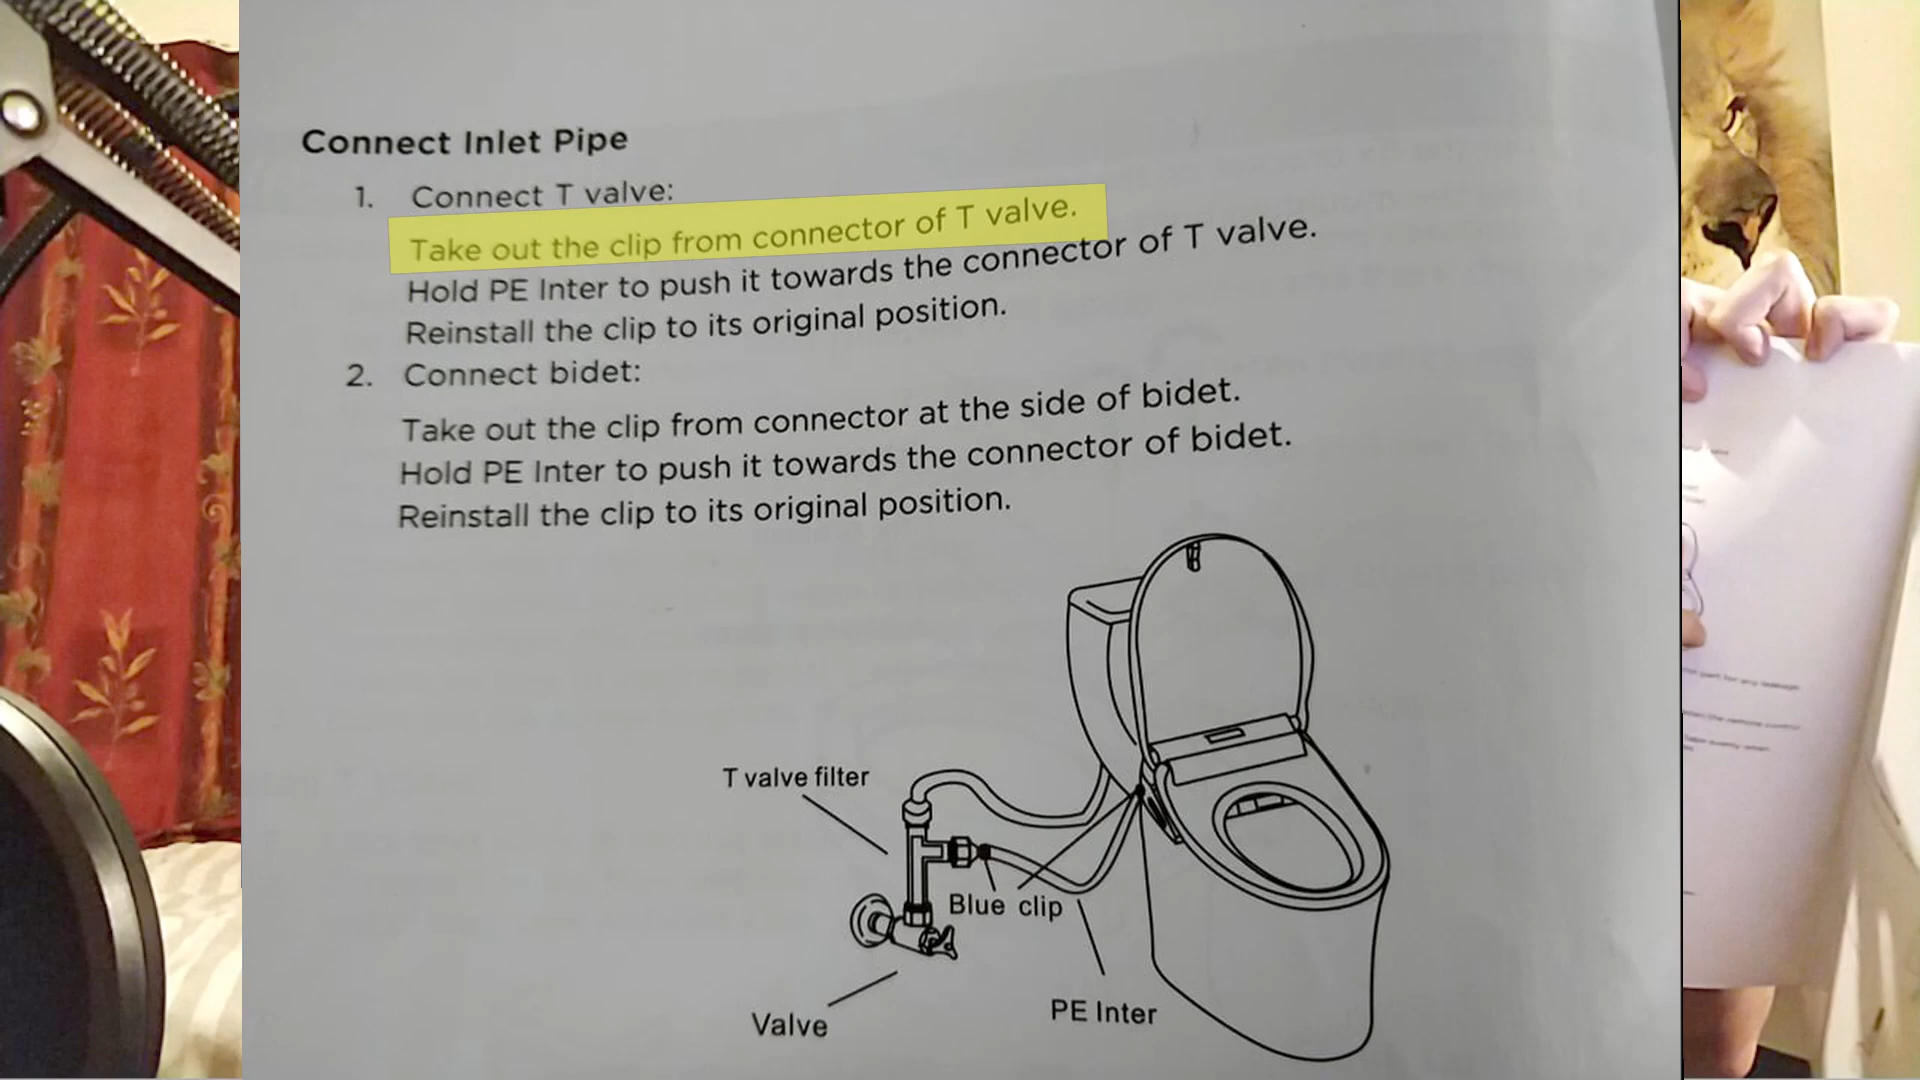 Connect Inlet Pipe
1. Connect T valve:
Take out the clip from connector of T valve.
Hold PE Inter to push it towards the connector of T valve.
Reinstall the clip to its original position.
2. Connect bidet:
Take out the clip from connector at the side of bidet.
Hold PE Inter to push it towards the connector of bidet.
Reinstall the clip to its original position.
T valve filter
Blue clip
Valve
PE Inter